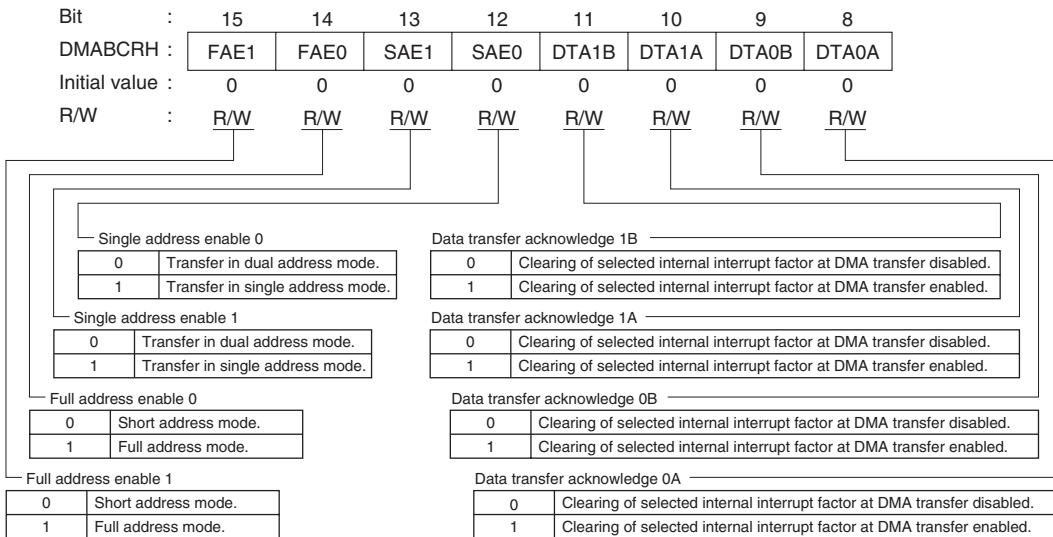 Bit : 15 14 13 12 11 10 9 8
DMABCRH : FAE1 FAE0 SAE1 SAE0 DTA1B DTA1A DTA0B DTA0A
Initial value : 0 0 0 0 0 0 0 0
R/W : R/W R/W R/W R/W R/W R/W R/W R/W
Single address enable 0
0 Transfer in dual address mode.
1 Transfer in single address mode.
Single address enable 1
0 Transfer in dual address mode.
1 Transfer in single address mode.
Full address enable 0
0 Short address mode.
1 Full address mode.
Full address enable 1
0 Short address mode.
1 Full address mode.
Data transfer acknowledge 1B
0 Clearing of selected internal interrupt factor at DMA transfer disabled.
1 Clearing of selected internal interrupt factor at DMA transfer enabled.
Data transfer acknowledge 1A
0 Clearing of selected internal interrupt factor at DMA transfer disabled.
1 Clearing of selected internal interrupt factor at DMA transfer enabled.
Data transfer acknowledge 0B
0 Clearing of selected internal interrupt factor at DMA transfer disabled.
1 Clearing of selected internal interrupt factor at DMA transfer enabled.
Data transfer acknowledge 0A
0 Clearing of selected internal interrupt factor at DMA transfer disabled.
1 Clearing of selected internal interrupt factor at DMA transfer enabled.